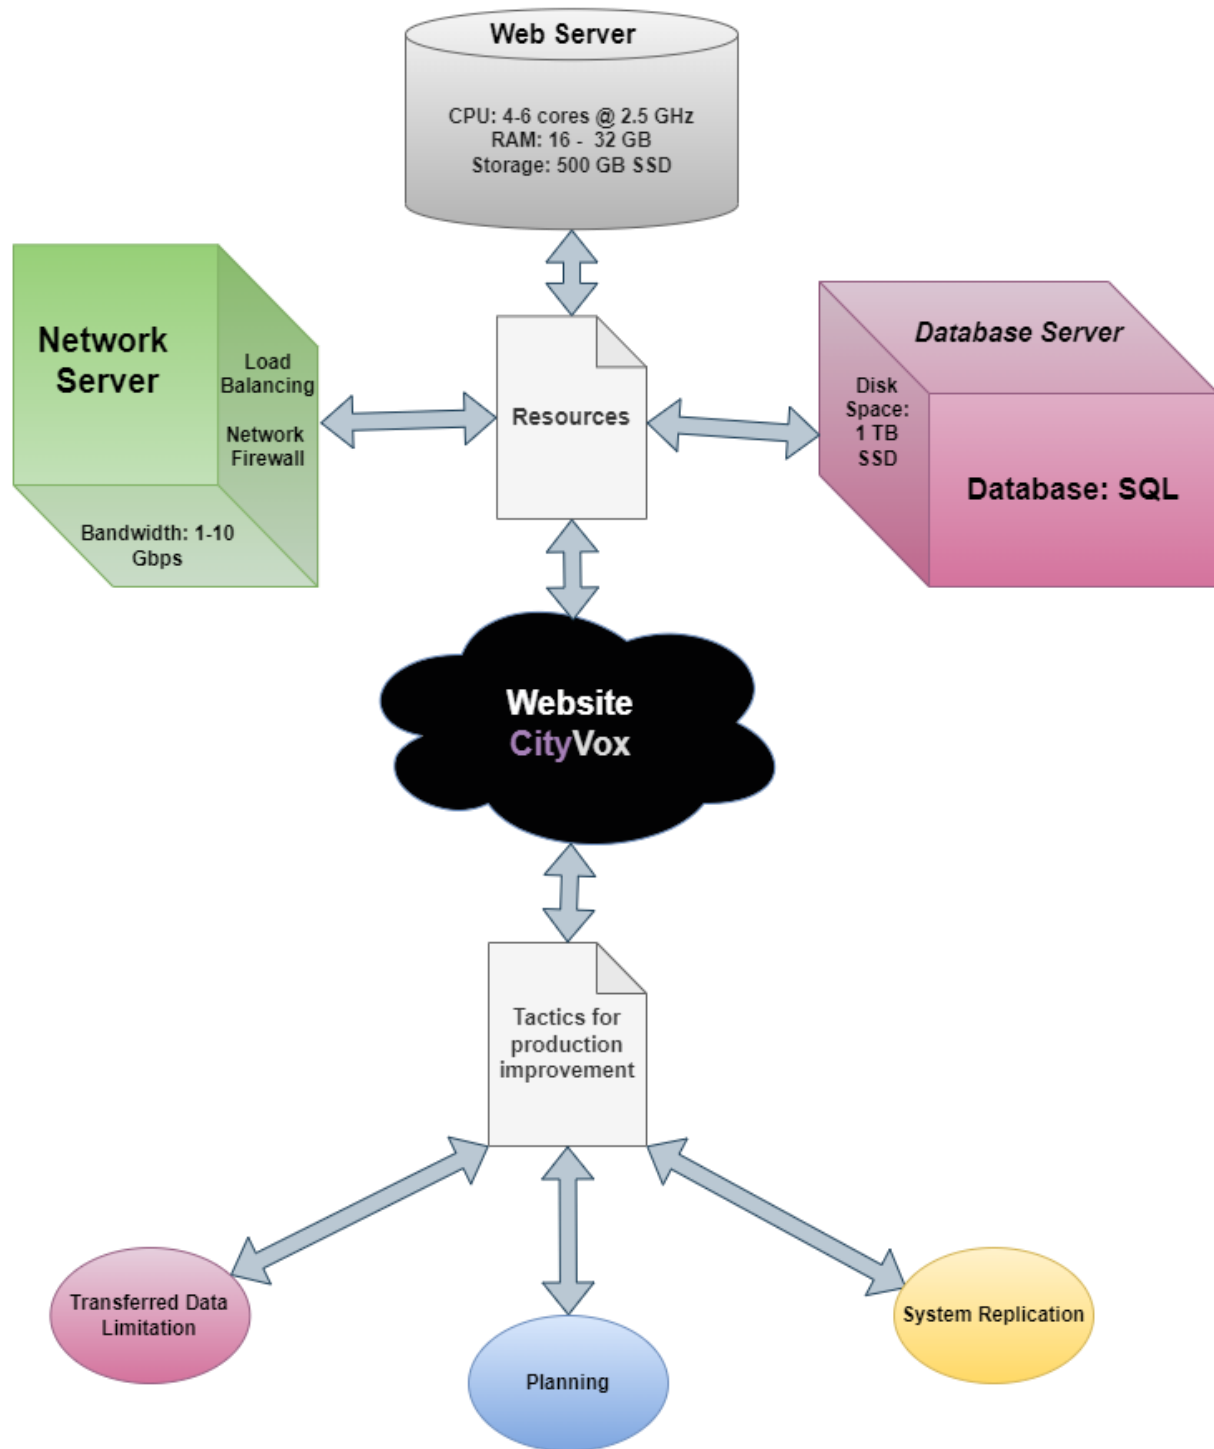 Web Server
CPU: 4-6 cores @ 2.5 GHz
RAM: 16 -  32 GB
Storage: 500 GB SSD
Network
Server
Load
Balancing
Network
Firewall
Bandwidth: 1-10
Gbps
Resources
Database Server
Disk
Space:
1 TB
SSD
Database: SQL
Website
CityVox
Tactics for
production
improvement
Transferred Data
Limitation
Planning
System Replication